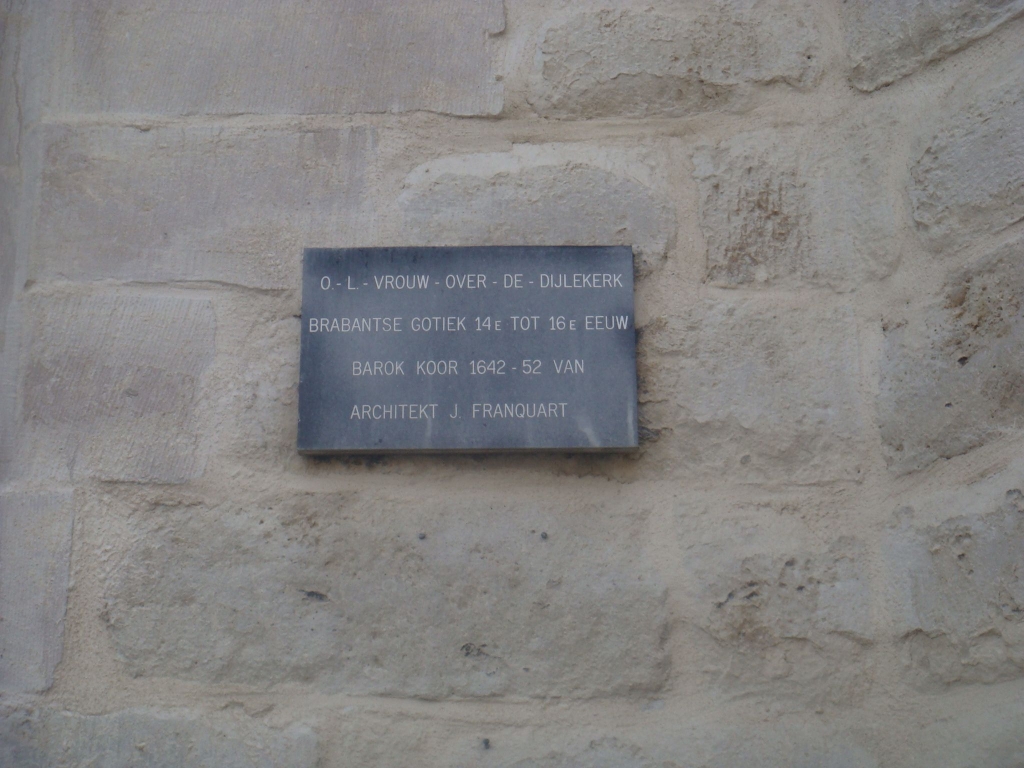 O.-L.- VROUW - OVER - DE - DIJLEKERK
BRABANTSE GOTIEK 14E TOT 16E EEUW
BAROK KOOR 1642 - 52 VAN
ARCHITEKT J. FRANQUART